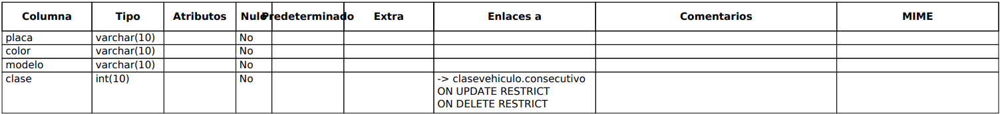 Columna Tipo Atributos Nulo Predeterminado Extra Enlaces a Comentarios MIME
placa varchar(10) No
color varchar(10) No
modelo varchar(10) No
clase int(10) No -> clasevehiculo.consecutivo
ON UPDATE RESTRICT
ON DELETE RESTRICT